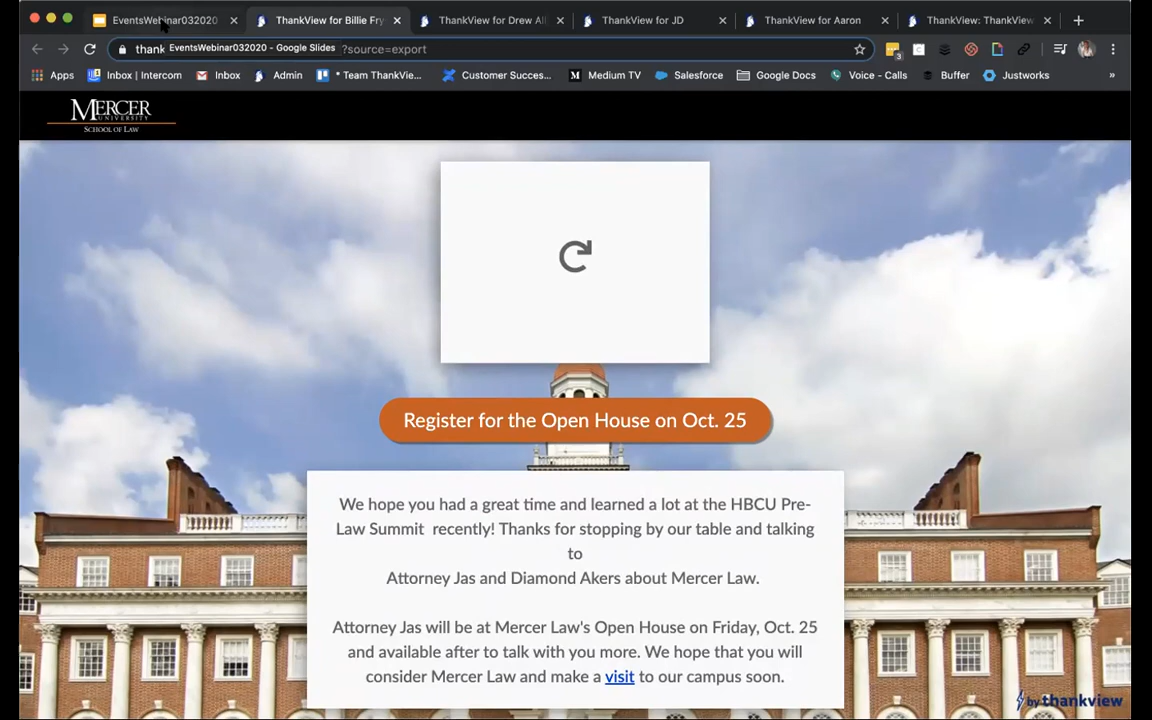 EventsWebinar032020
ThankView for Billie Fry
ThankView for Drew All
ThankView for JD
ThankView for Aaron
ThankView: ThankView
thank
EventsWebinar032020 - Google Slides
?source=export
3
Apps
Inbox | Intercom
Inbox
Admin
* Team ThankVie...
Customer Succes...
M
Medium TV
Salesforce
Google Docs
Voice - Calls
Buffer
Justworks
»
MERCER
UNIVERSITY
SCHOOL OF LAW
Register for the Open House on Oct. 25
We hope you had a great time and learned a lot at the HBCU Pre-
Law Summit recently! Thanks for stopping by our table and talking
to
Attorney Jas and Diamond Akers about Mercer Law.
Attorney Jas will be at Mercer Law's Open House on Friday, Oct. 25
and available after to talk with you more. We hope that you will
consider Mercer Law and make a visit to our campus soon.
by thankview